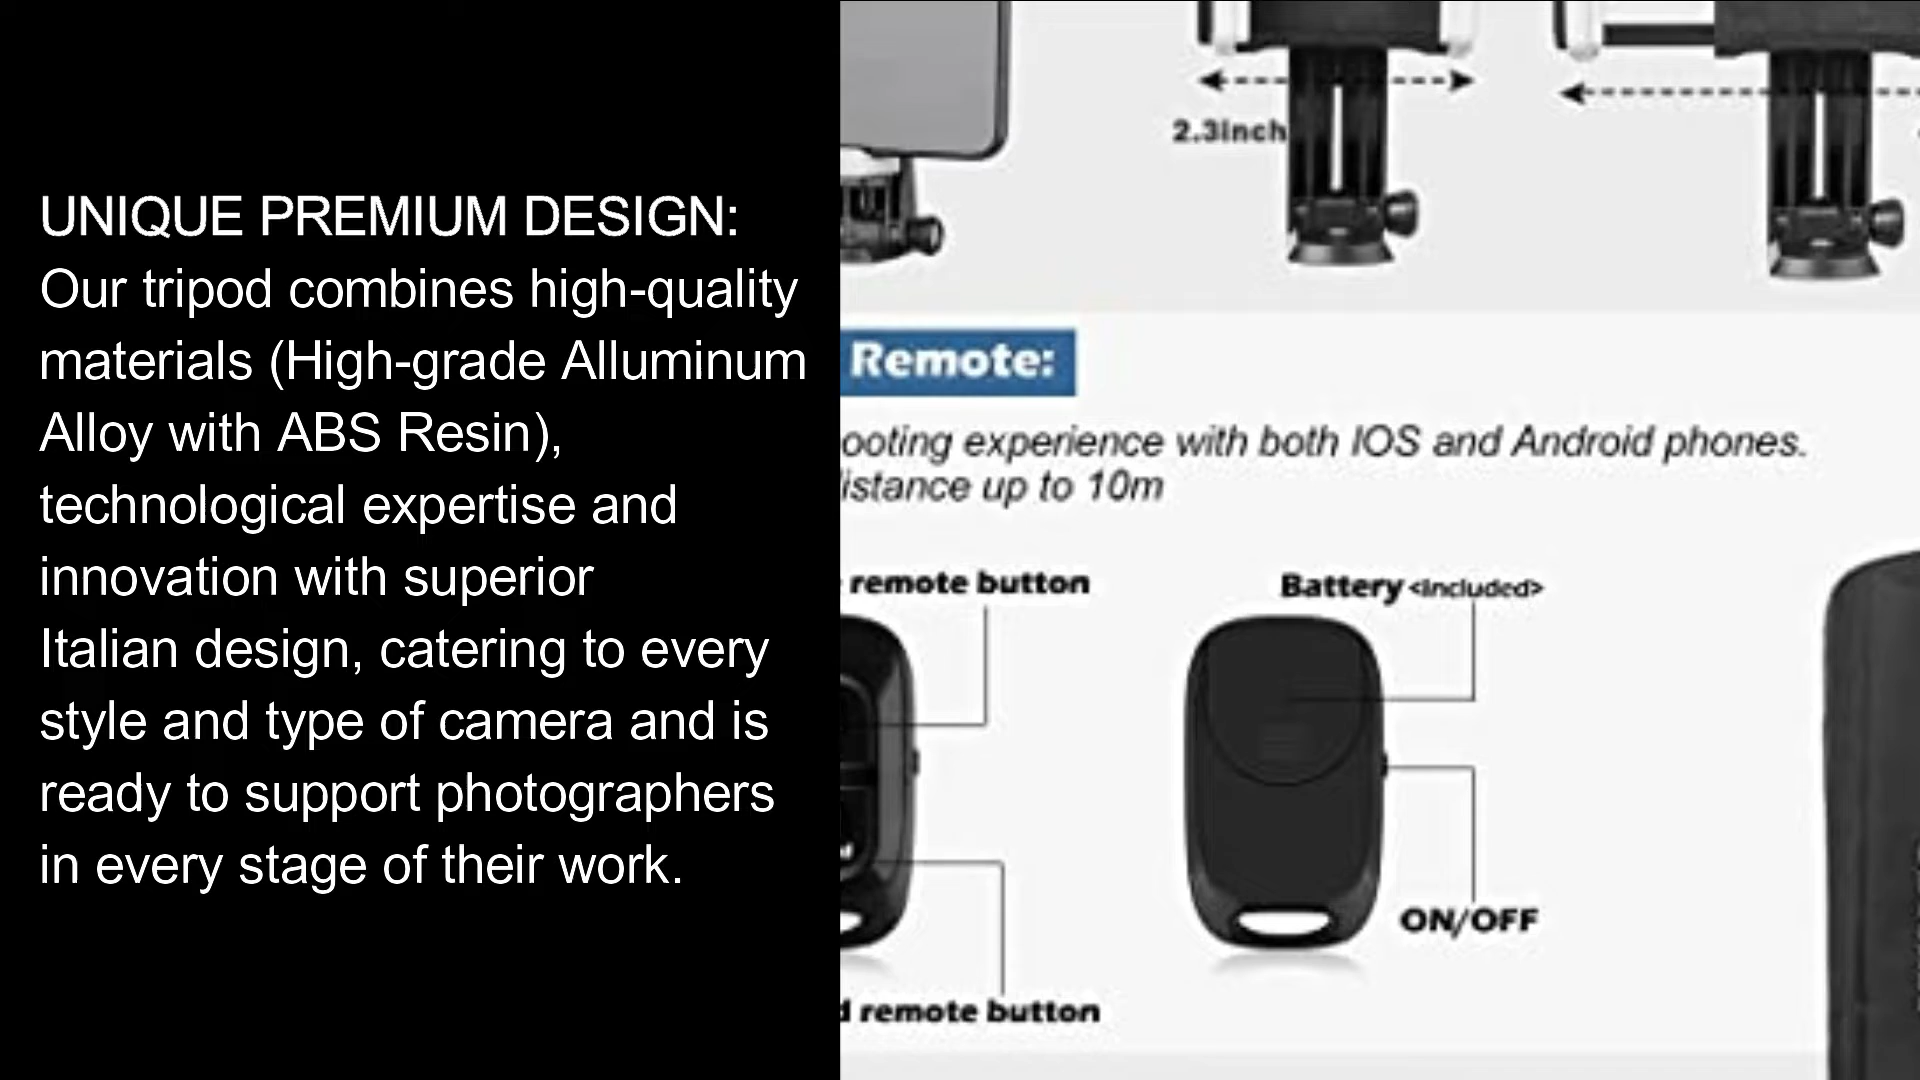 UNIQUE PREMIUM DESIGN:
Our tripod combines high-quality
materials (High-grade Alluminum
Alloy with ABS Resin),
technological expertise and
innovation with superior
Italian design, catering to every
style and type of camera and is
ready to support photographers
in every stage of their work.
2.3inch
Remote:
ooting experience with both IOS and Android phones.
istance up to 10m
remote button
Battery <included>
ON/OFF
d remote button